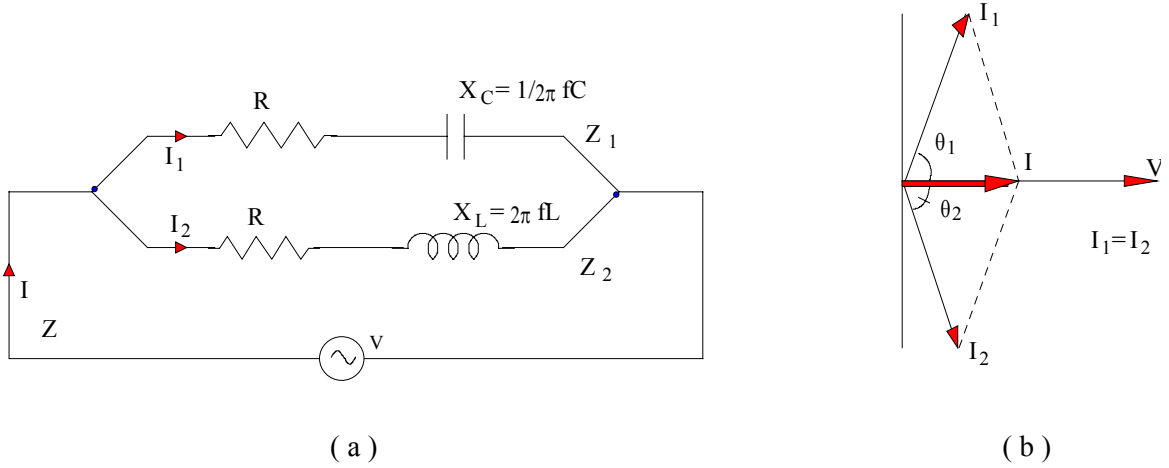 X_C = 1/2π fC
R
I_1
Z_1
I_2
R
X_L = 2π fL
Z_2
I
Z
V
( a )
I_1
θ_1
I
V
θ_2
I_1=I_2
I_2
( b )